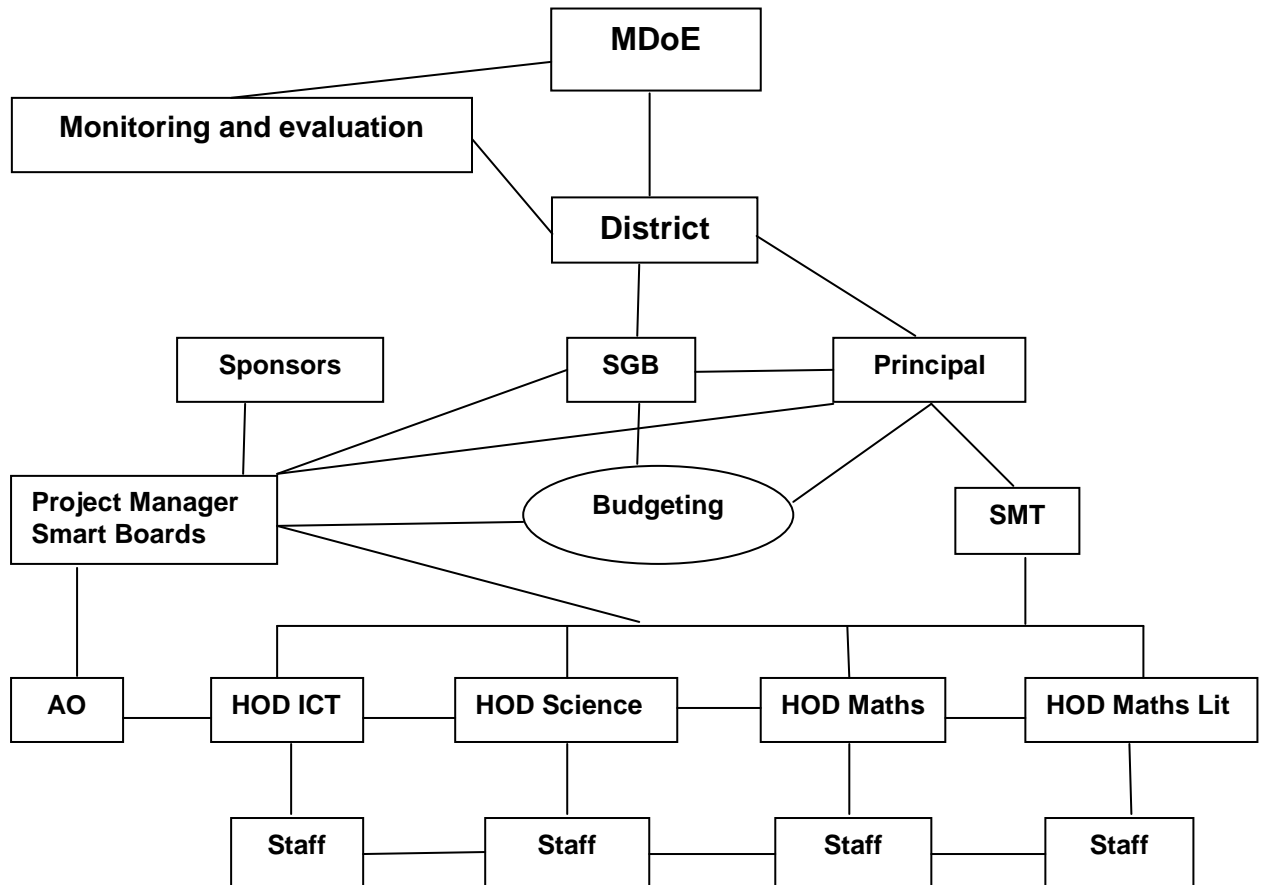 MDoE
Monitoring and evaluation
District
Sponsors
SGB
Principal
Project Manager
Smart Boards
Budgeting
SMT
AO
HOD ICT
HOD Science
HOD Maths
HOD Maths Lit
Staff
Staff
Staff
Staff